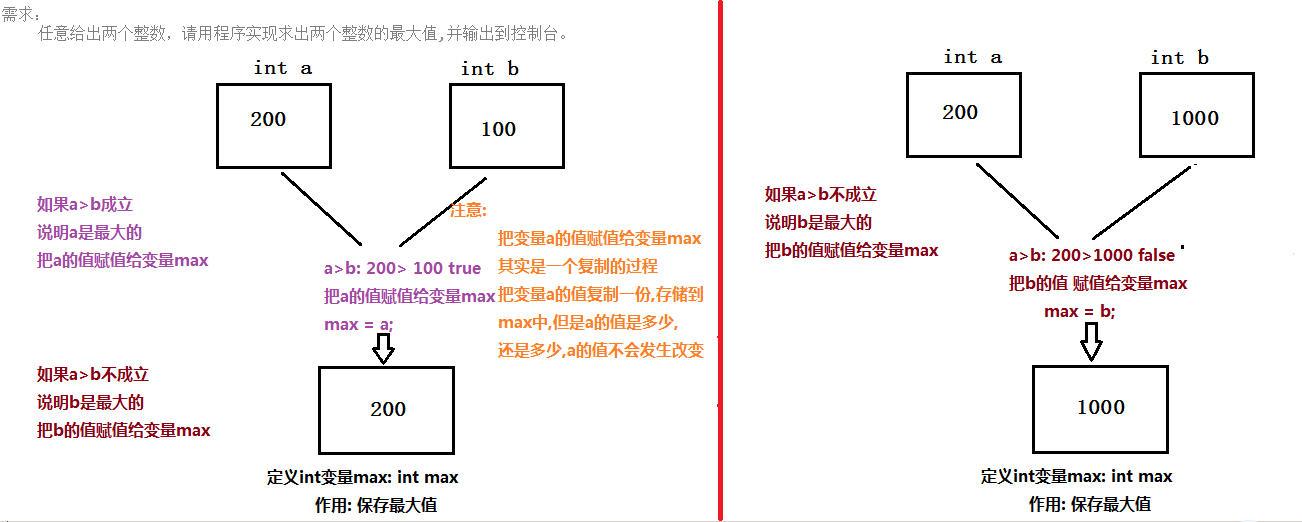 需求:
任意给出两个整数，请用程序实现求出两个整数的最大值,并输出到控制台。
int a
int b
200
100
如果a>b成立
说明a是最大的
把a的值赋值给变量max
a>b: 200> 100 true
把a的值赋值给变量max
max = a;
注意:
把变量a的值赋值给变量max
其实是一个复制的过程
把变量a的值复制一份,存储到
max中,但是a的值是多少,
还是多少,a的值不会发生改变
如果a>b不成立
说明b是最大的
把b的值赋值给变量max
200
定义int变量max: int max
作用: 保存最大值
int a
int b
200
1000
如果a>b不成立
说明b是最大的
把b的值赋值给变量max
a>b: 200>1000 false
把b的值 赋值给变量max
max = b;
1000
定义int变量max: int max
作用: 保存最大值